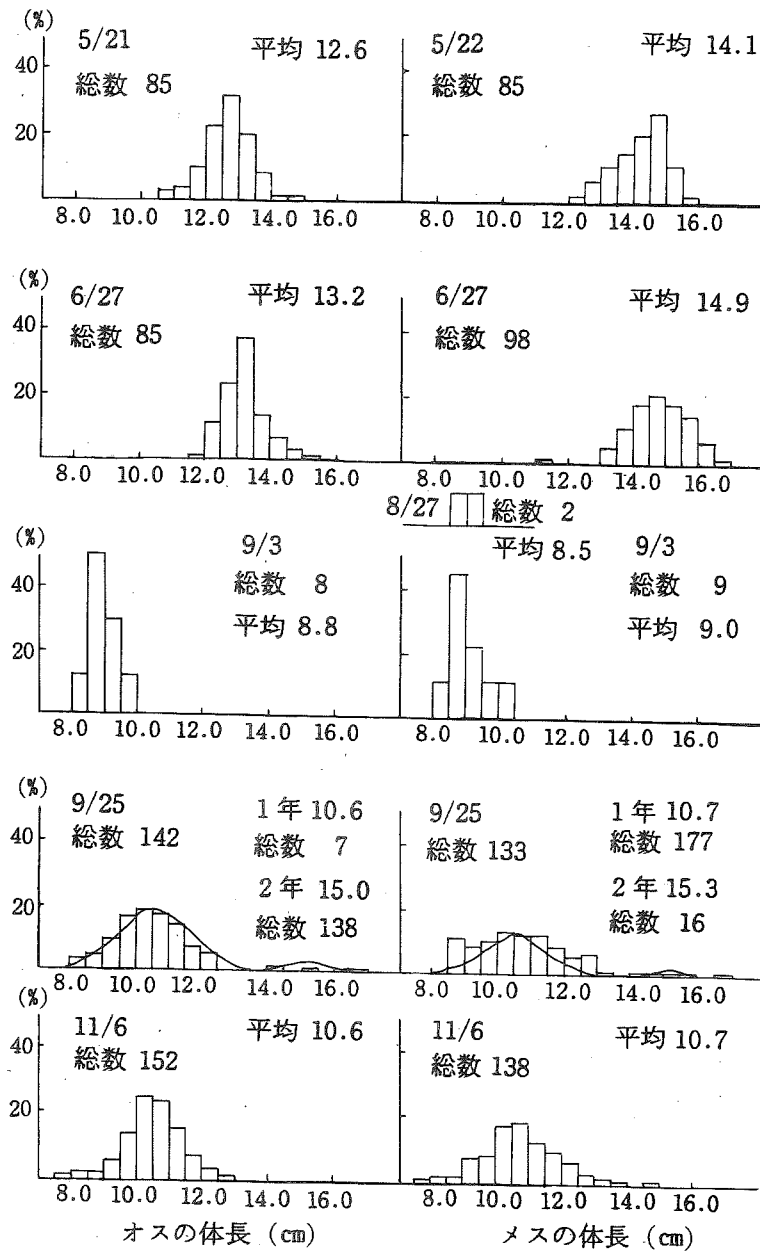 (%)
5/21
平均 12.6
総数 85
40
20
8.0 10.0 12.0 14.0 16.0
5/22
平均 14.1
総数 85
8.0 10.0 12.0 14.0 16.0
(%)
6/27
平均 13.2
総数 85
40
20
8.0 10.0 12.0 14.0 16.0
6/27
平均 14.9
総数 98
8.0 10.0 12.0 14.0 16.0
8/27 総数 2
平均 8.5
(%)
9/3
総数 8
平均 8.8
40
20
8.0 10.0 12.0 14.0 16.0
9/3
総数 9
平均 9.0
8.0 10.0 12.0 14.0 16.0
(%)
9/25
総数 142
1年 10.6
総数 7
2年 15.0
総数 138
40
20
8.0 10.0 12.0 14.0 16.0
9/25
総数 133
1年 10.7
総数 177
2年 15.3
総数 16
8.0 10.0 12.0 14.0 16.0
(%)
11/6
平均 10.6
総数 152
40
20
8.0 10.0 12.0 14.0 16.0
オスの体長 (cm)
11/6
平均 10.7
総数 138
8.0 10.0 12.0 14.0 16.0
メスの体長 (cm)